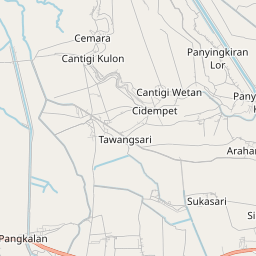 Cemara
Panyingkiran
Lor
Cantigi Kulon
Cantigi Wetan
Cidempet
Tawangsari
Sukasari
Pangkalan